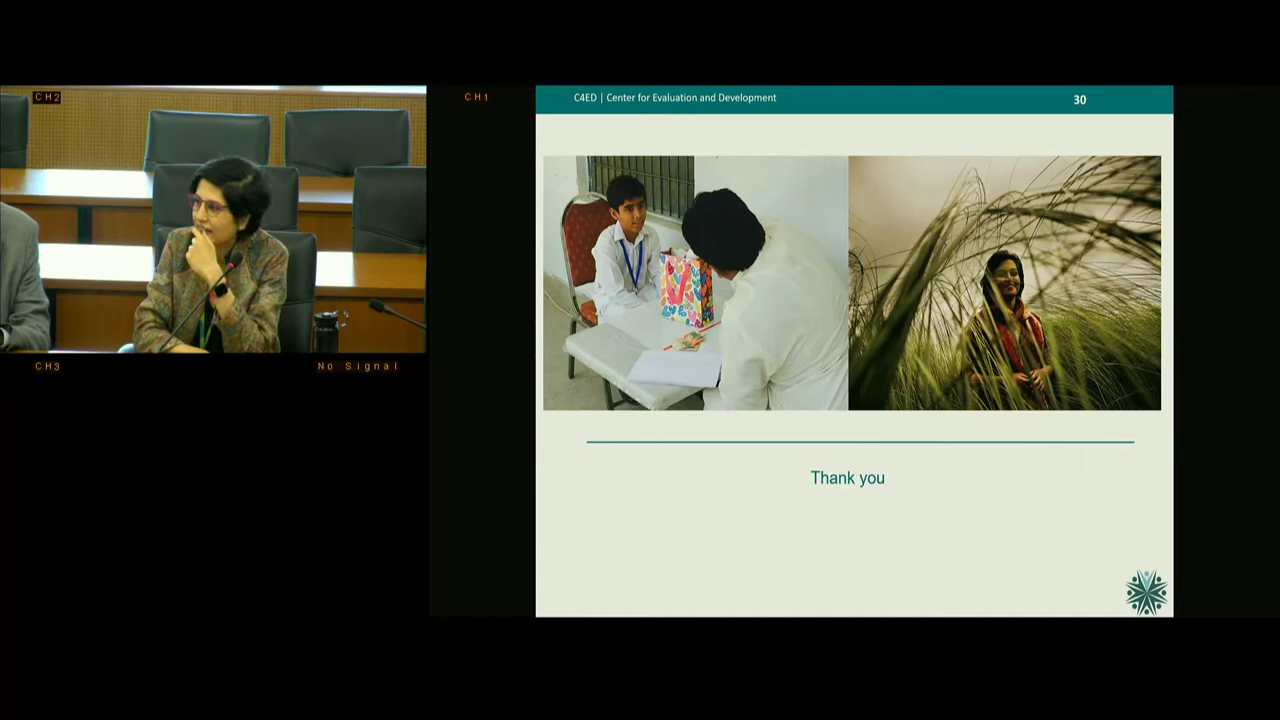 CH2
CH1
C4ED | Center for Evaluation and Development
30
CH3
No Signal
Thank you